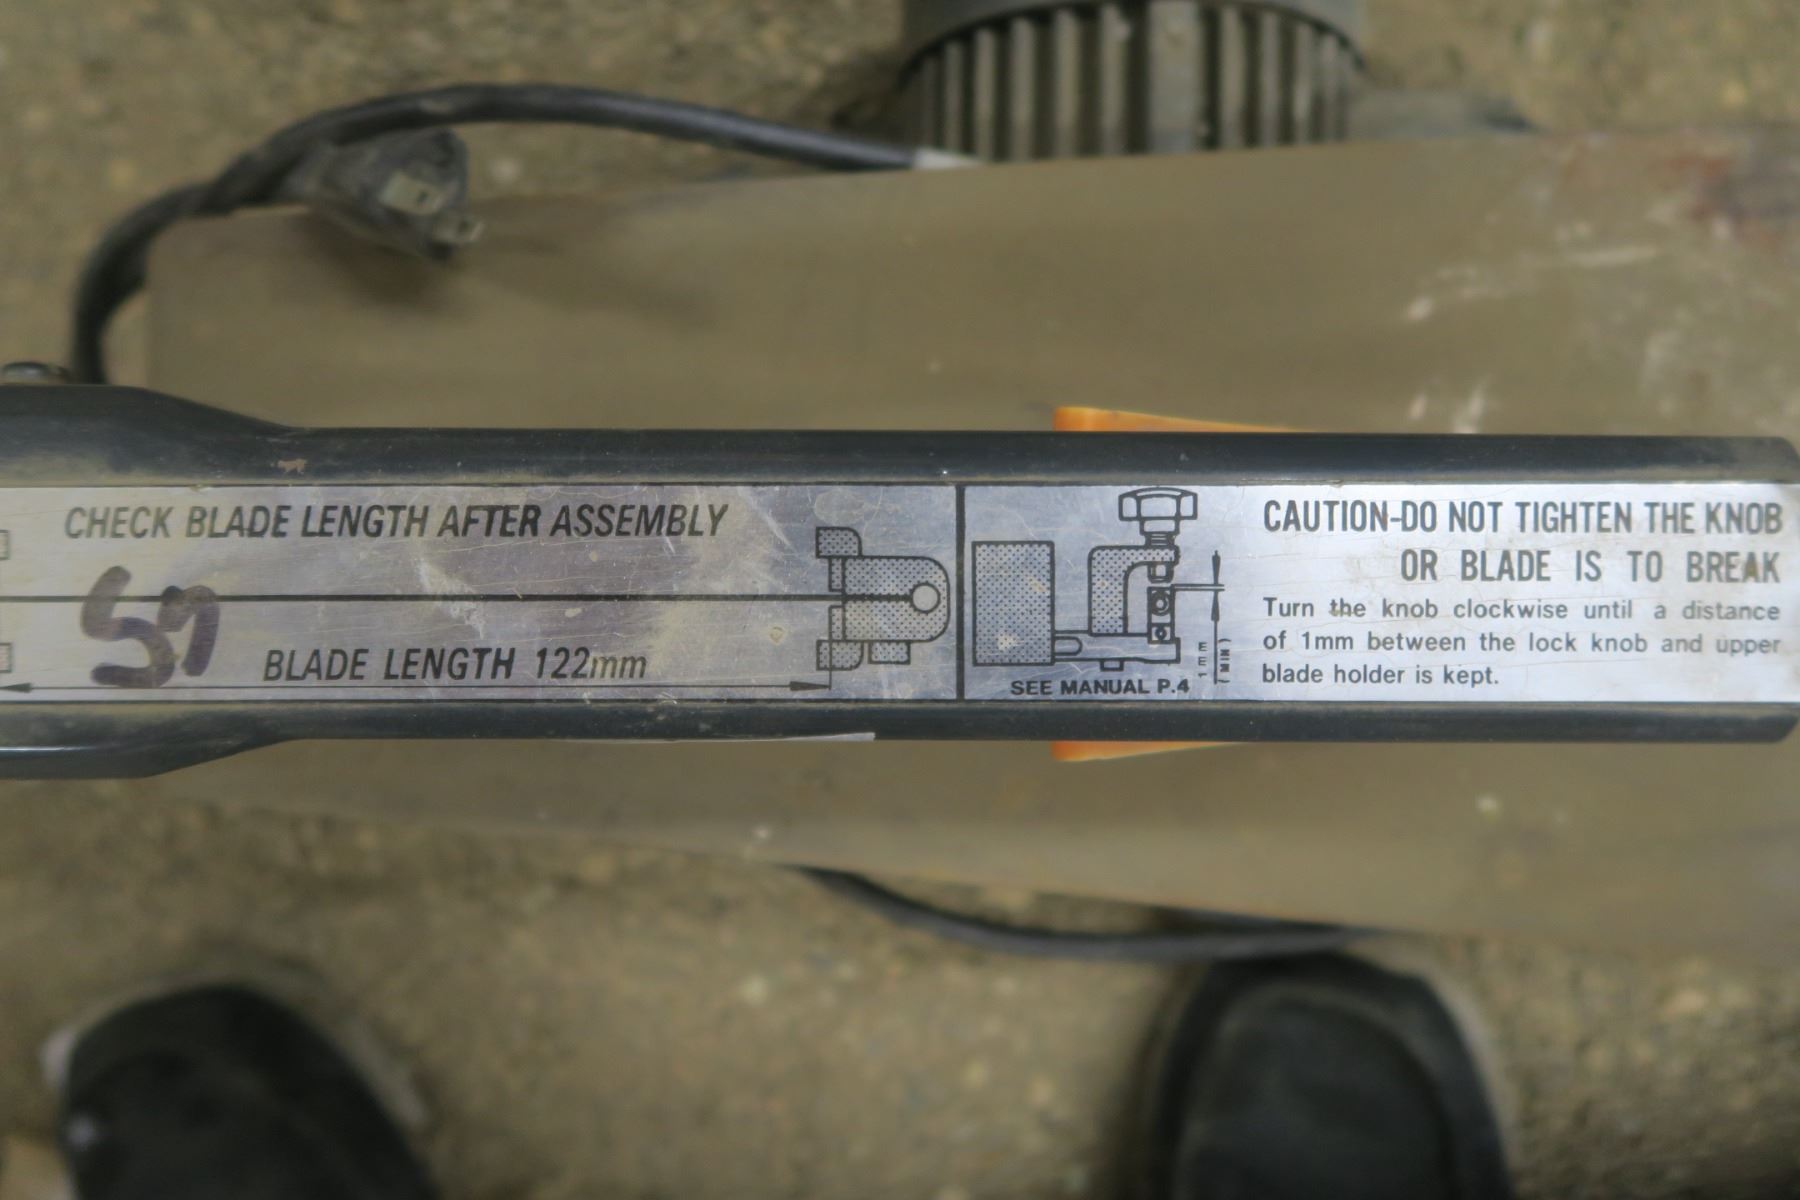 CHECK BLADE LENGTH AFTER ASSEMBLY
BLADE LENGTH 122mm
SEE MANUAL P.4
1mm
(MIN)
CAUTION-DO NOT TIGHTEN THE KNOB
OR BLADE IS TO BREAK
Turn the knob clockwise until a distance
of 1mm between the lock knob and upper
blade holder is kept.